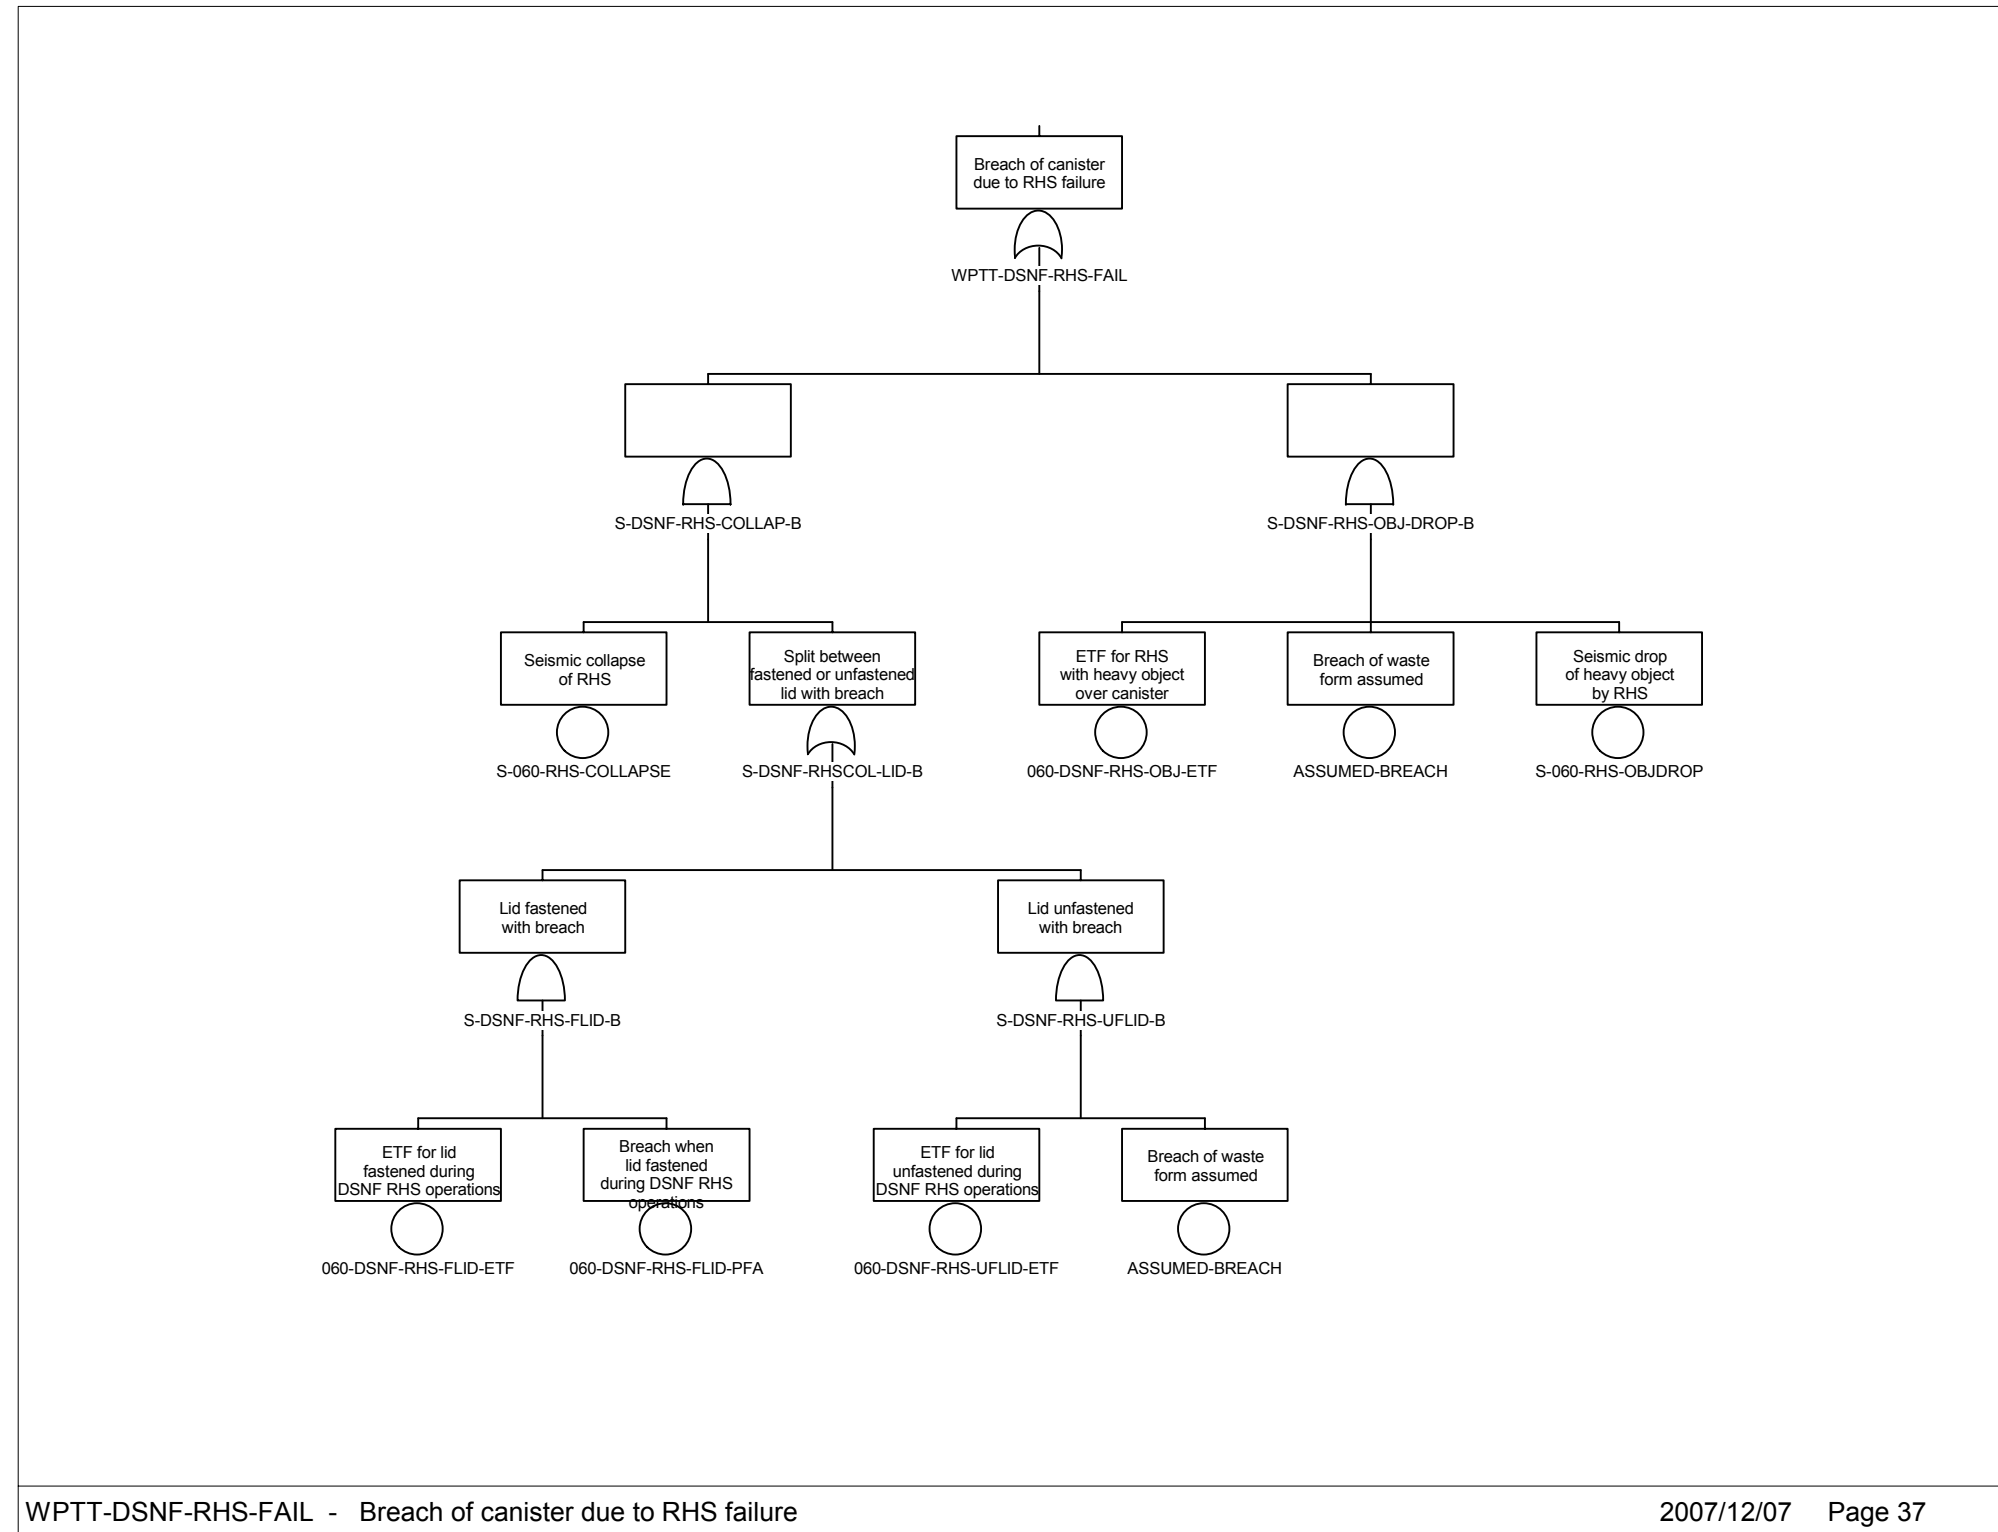 Breach of canister
due to RHS failure
WPTT-DSNF-RHS-FAIL
S-DSNF-RHS-COLLAP-B
S-DSNF-RHS-OBJ-DROP-B
Seismic collapse
of RHS
S-060-RHS-COLLAPSE
Split between
fastened or unfastened
lid with breach
S-DSNF-RHSCOL-LID-B
ETF for RHS
with heavy object
over canister
060-DSNF-RHS-OBJ-ETF
Breach of waste
form assumed
ASSUMED-BREACH
Seismic drop
of heavy object
by RHS
S-060-RHS-OBJDROP
Lid fastened
with breach
S-DSNF-RHS-FLID-B
Lid unfastened
with breach
S-DSNF-RHS-UFLID-B
ETF for lid
fastened during
DSNF RHS operations
060-DSNF-RHS-FLID-ETF
Breach when
lid fastened
during DSNF RHS
operations
060-DSNF-RHS-FLID-PFA
ETF for lid
unfastened during
DSNF RHS operations
060-DSNF-RHS-UFLID-ETF
Breach of waste
form assumed
ASSUMED-BREACH
WPTT-DSNF-RHS-FAIL - Breach of canister due to RHS failure
2007/12/07 Page 37